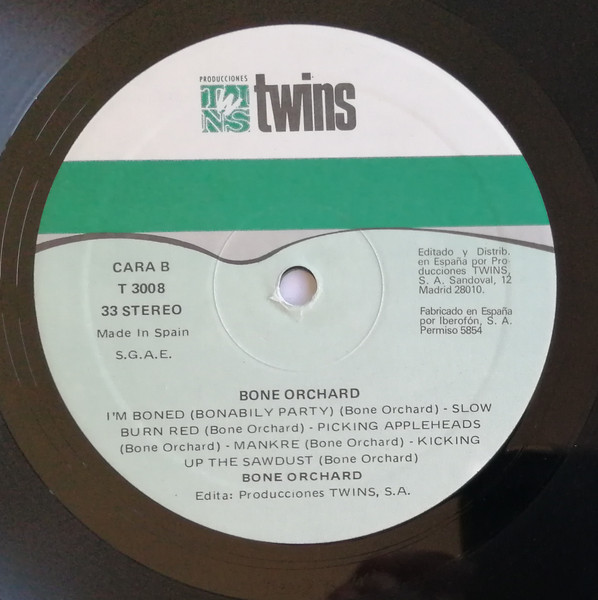 PRODUCCIONES
TWINS
twins
CARA B
T 3008
33 STEREO
Made In Spain
S.G.A.E.
Editado y Distrib.
en España por Pro-
ducciones TWINS,
S. A. Sandoval, 12
Madrid 28010.
Fabricado en España
por Iberofón, S. A.
Permiso 5854
BONE ORCHARD
I'M BONED (BONABILY PARTY) (Bone Orchard) - SLOW
BURN RED (Bone Orchard) - PICKING APPLEHEADS
(Bone Orchard) - MANKRE (Bone Orchard) - KICKING
UP THE SAWDUST (Bone Orchard)
BONE ORCHARD
Edita: Producciones TWINS, S.A.